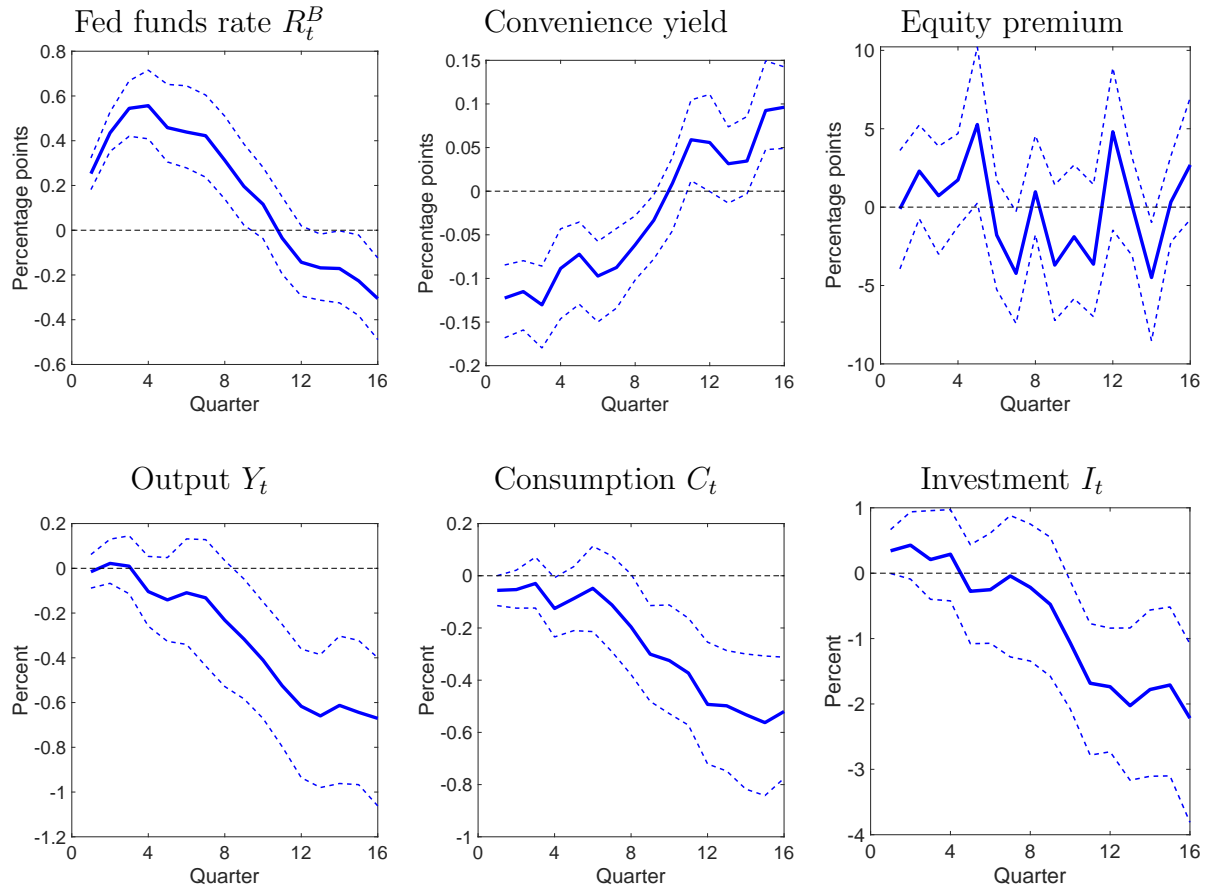 Fed funds rate $R_t^B$
Convenience yield
Equity premium
Percentage points
0.8
0.6
0.4
0.2
0
-0.2
-0.4
-0.6
0 4 8 12 16
Quarter
Percentage points
0.15
0.1
0.05
0
-0.05
-0.1
-0.15
-0.2
0 4 8 12 16
Quarter
Percentage points
10
5
0
-5
-10
0 4 8 12 16
Quarter
Output $Y_t$
Consumption $C_t$
Investment $I_t$
Percent
0.2
0
-0.2
-0.4
-0.6
-0.8
-1
-1.2
0 4 8 12 16
Quarter
Percent
0.2
0
-0.2
-0.4
-0.6
-0.8
-1
0 4 8 12 16
Quarter
Percent
1
0
-1
-2
-3
-4
0 4 8 12 16
Quarter